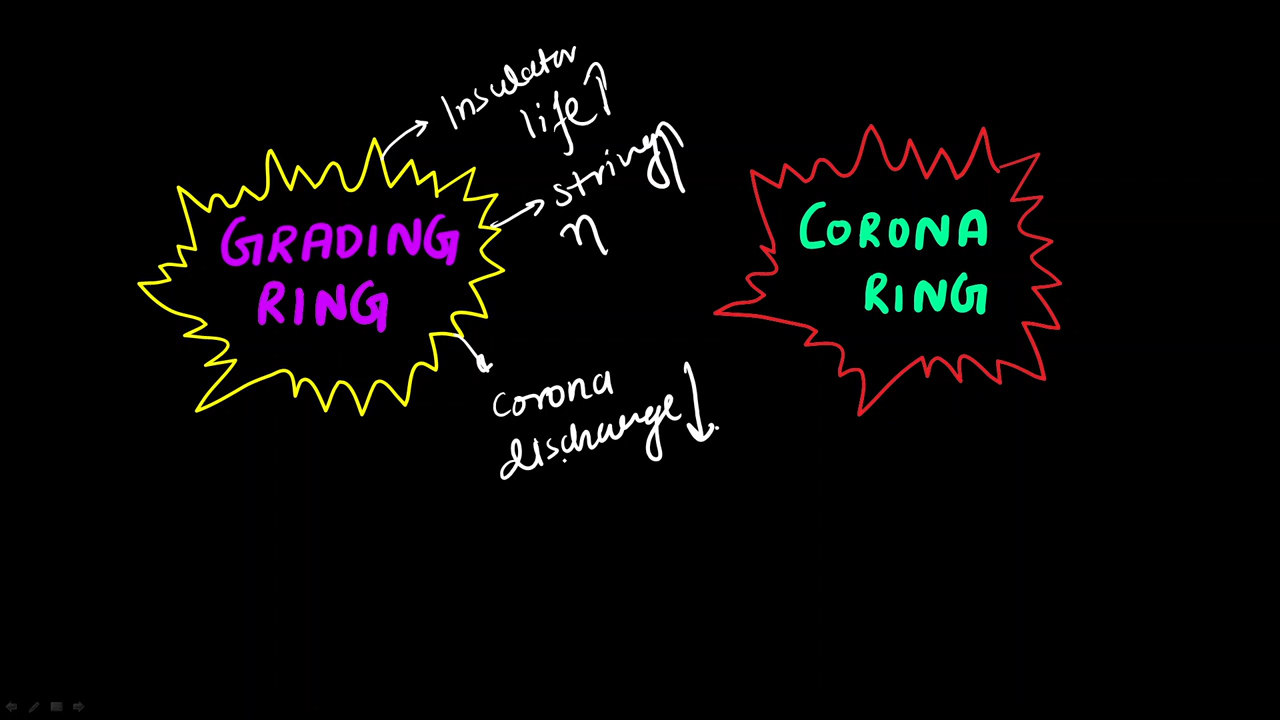 Insulator
life↑
string↑
η
GRADING
RING
CORONA
RING
corona
discharge↓